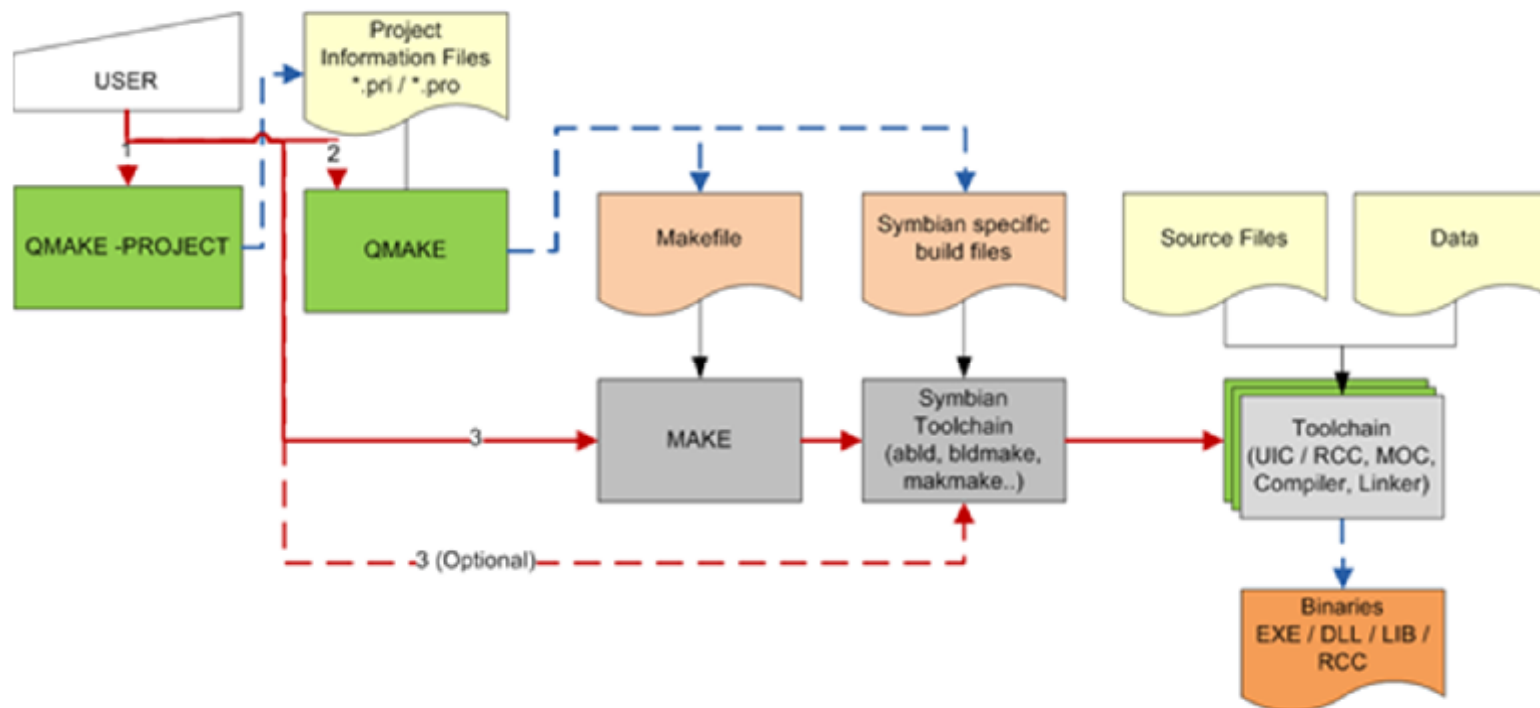 USER
Project
Information Files
*.pri / *.pro
1
2
QMAKE -PROJECT
QMAKE
Makefile
Symbian specific
build files
Source Files
Data
3
MAKE
Symbian
Toolchain
(abld, bldmake,
makmake..)
Toolchain
(UIC / RCC, MOC,
Compiler, Linker)
3 (Optional)
Binaries
EXE / DLL / LIB /
RCC